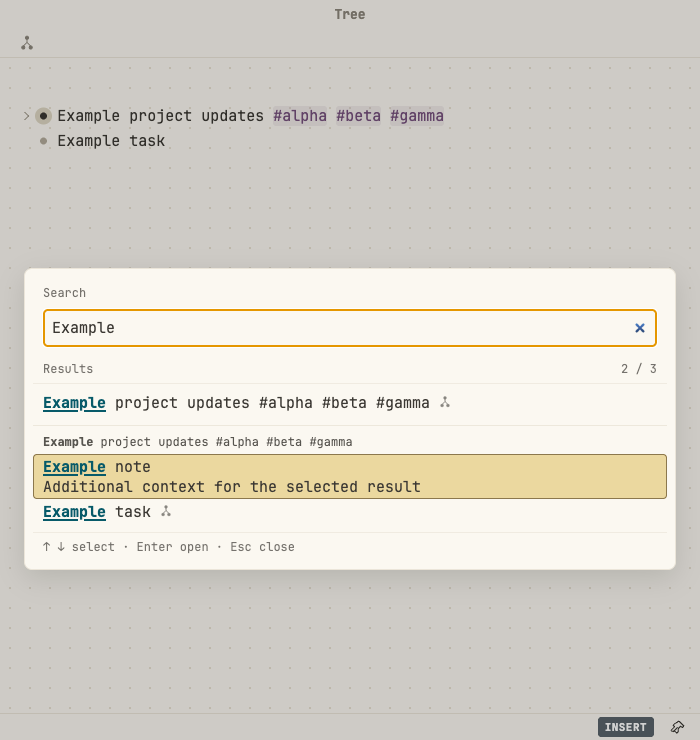 Tree
Example project updates #alpha #beta #gamma
Example task
Search
Example
Results 2 / 3
Example project updates #alpha #beta #gamma
Example project updates #alpha #beta #gamma
Example note
Additional context for the selected result
Example task
↑ ↓ select · Enter open · Esc close
INSERT